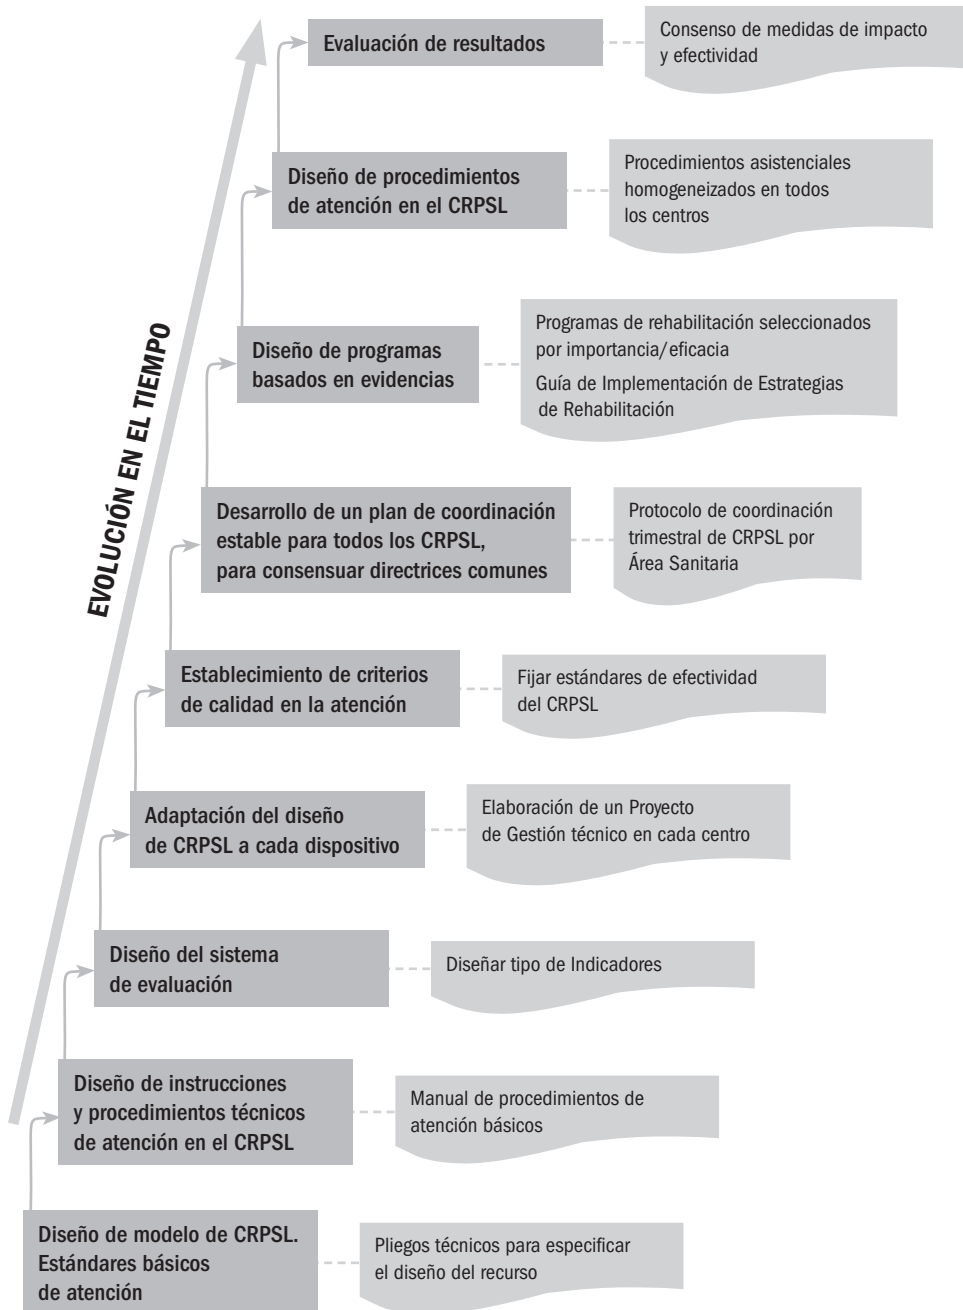 Evaluación de resultados
Consenso de medidas de impacto
y efectividad
Diseño de procedimientos
de atención en el CRPSL
Procedimientos asistenciales
homogeneizados en todos
los centros
Diseño de programas
basados en evidencias
Programas de rehabilitación seleccionados
por importancia/eficacia
Guía de Implementación de Estrategias
de Rehabilitación
EVOLUCIÓN EN EL TIEMPO
Desarrollo de un plan de coordinación
estable para todos los CRPSL,
para consensuar directrices comunes
Protocolo de coordinación
trimestral de CRPSL por
Área Sanitaria
Establecimiento de criterios
de calidad en la atención
Fijar estándares de efectividad
del CRPSL
Adaptación del diseño
de CRPSL a cada dispositivo
Elaboración de un Proyecto
de Gestión técnico en cada centro
Diseño del sistema
de evaluación
Diseñar tipo de Indicadores
Diseño de instrucciones
y procedimientos técnicos
de atención en el CRPSL
Manual de procedimientos de
atención básicos
Diseño de modelo de CRPSL.
Estándares básicos
de atención
Pliegos técnicos para especificar
el diseño del recurso